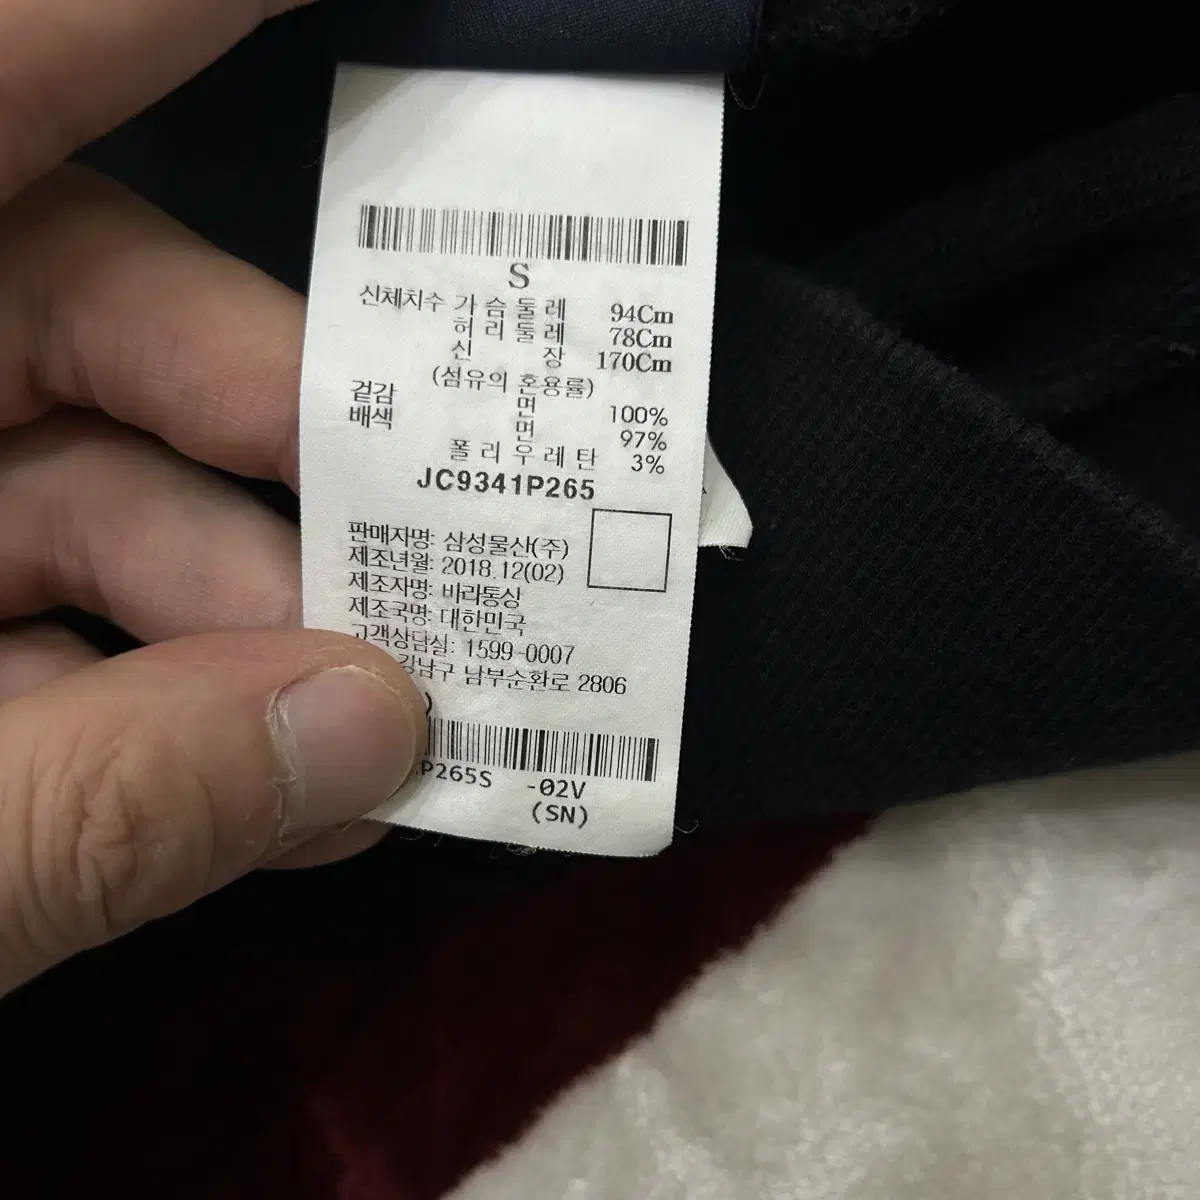 S
신체치수 가슴둘레 94Cm
허리둘레 78Cm
신장 170Cm
(섬유의 혼용률)
겉감 면 100%
배색 면 97%
폴리우레탄 3%
JC9341P265
판매자명: 삼성물산(주)
제조년월: 2018.12(02)
제조자명: 바라통상
제조국명: 대한민국
고객상담실: 1599-0007
강남구 남부순환로 2806
)
P265S -02V
(SN)